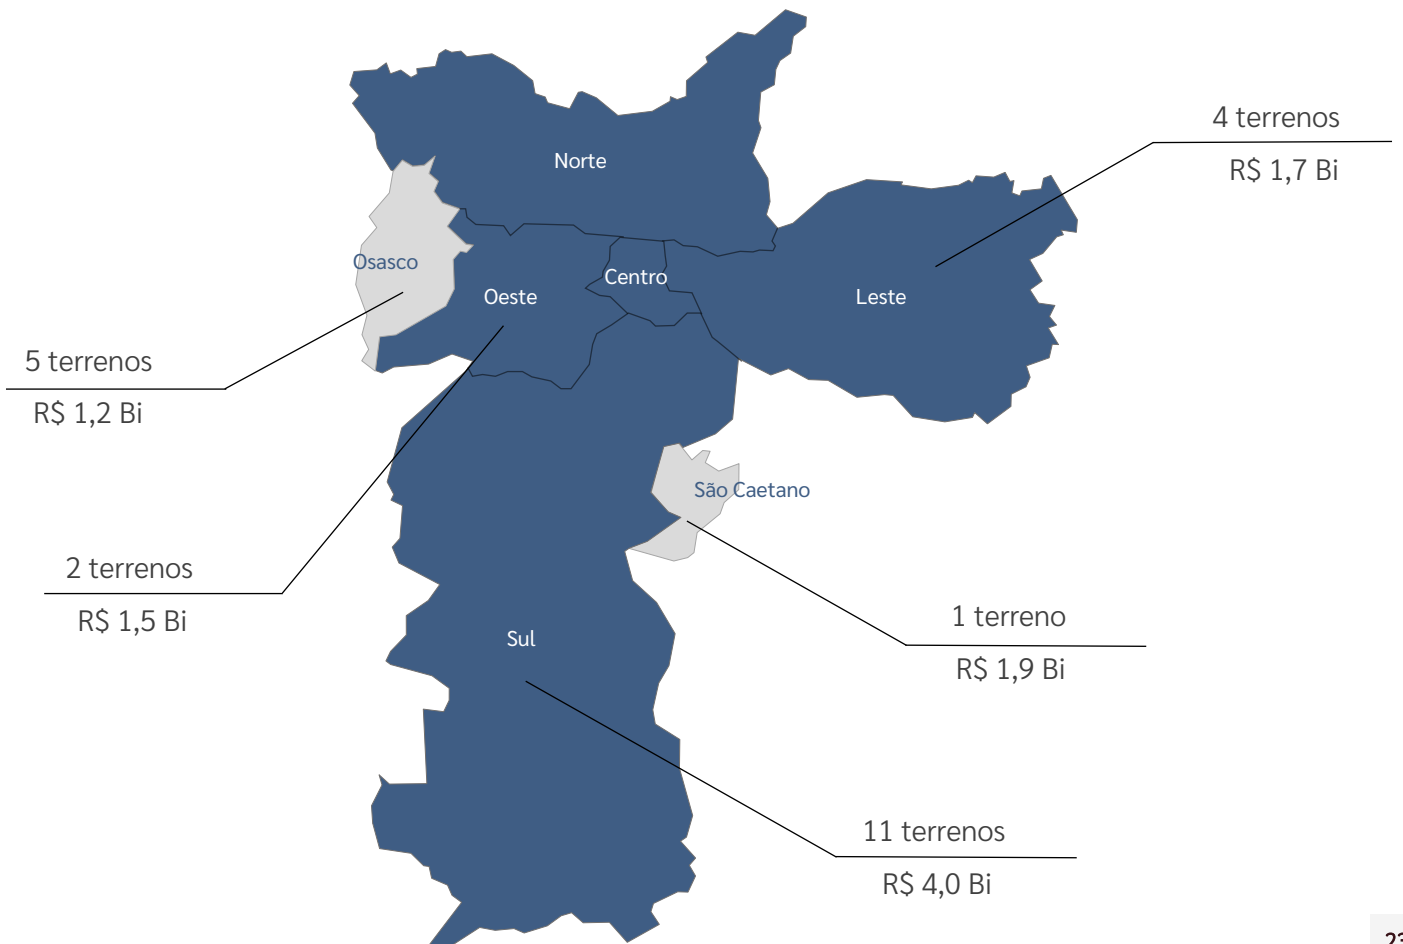 4 terrenos
R$ 1,7 Bi
Norte
Osasco
Centro
Oeste
Leste
5 terrenos
R$ 1,2 Bi
São Caetano
2 terrenos
R$ 1,5 Bi
1 terreno
R$ 1,9 Bi
Sul
11 terrenos
R$ 4,0 Bi